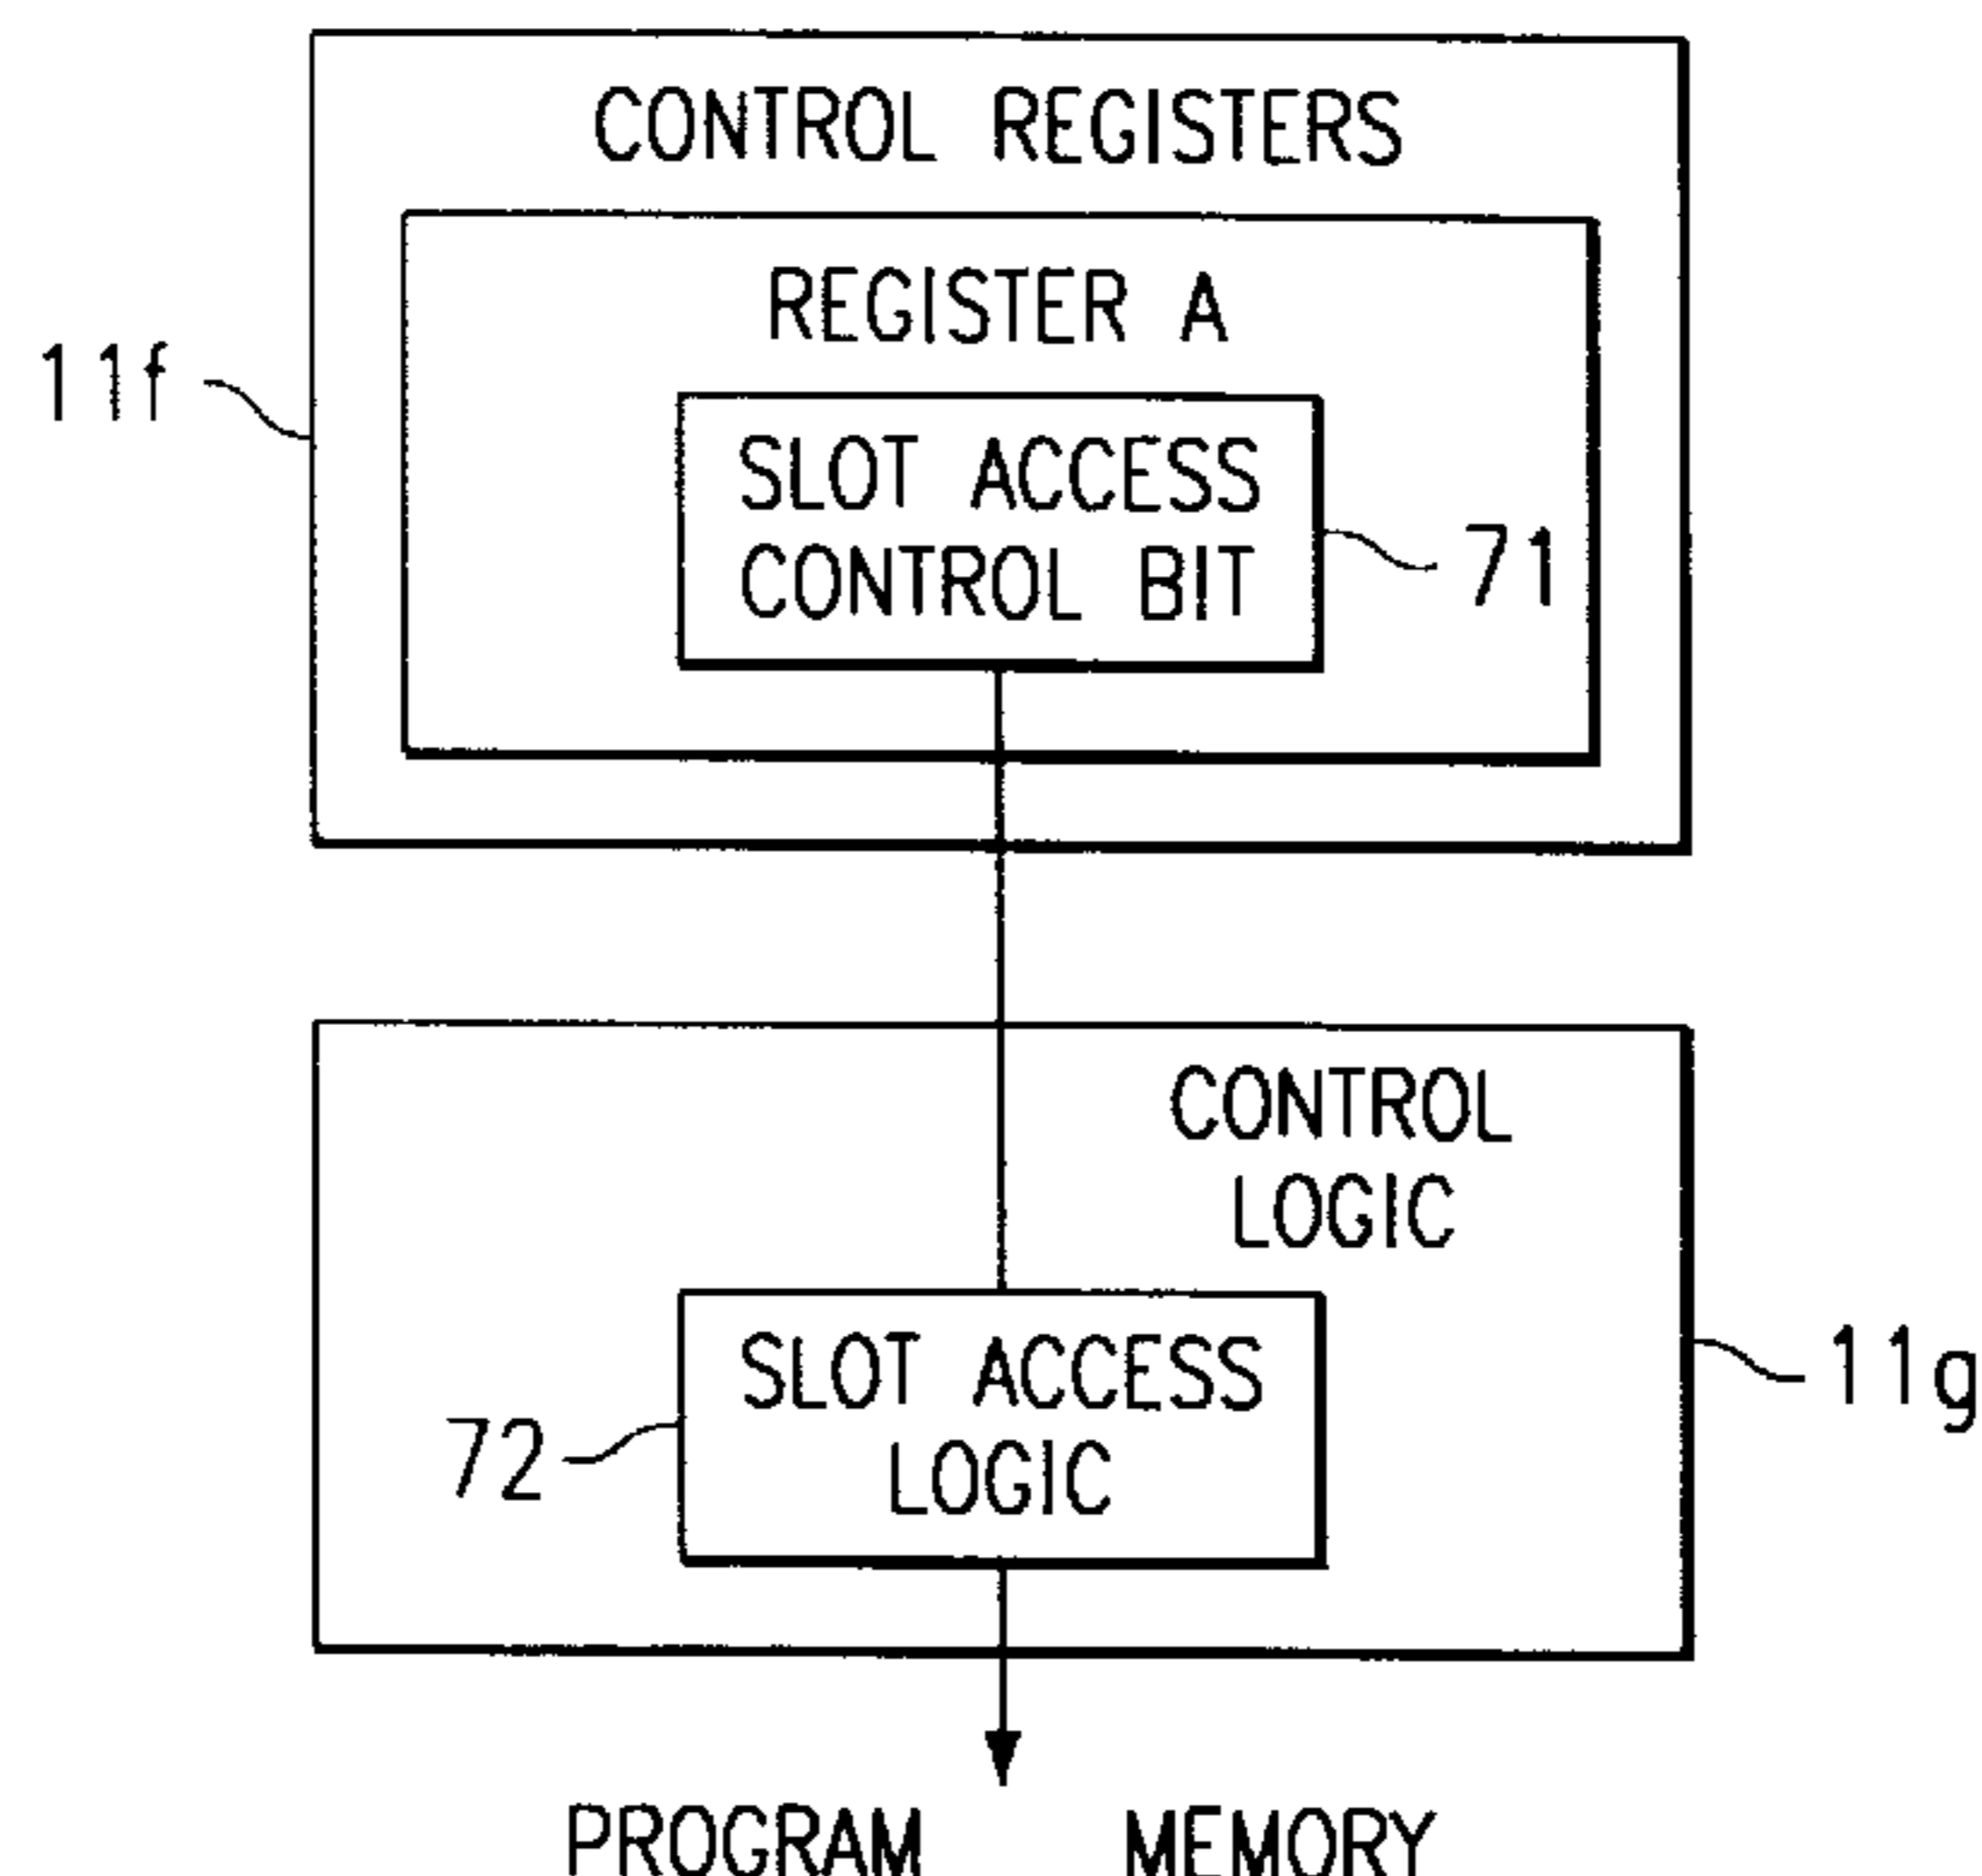 CONTROL REGISTERS
REGISTER A
11f
SLOT ACCESS
CONTROL BIT
71
CONTROL
LOGIC
SLOT ACCESS
LOGIC
11g
72
PROGRAM MEMORY